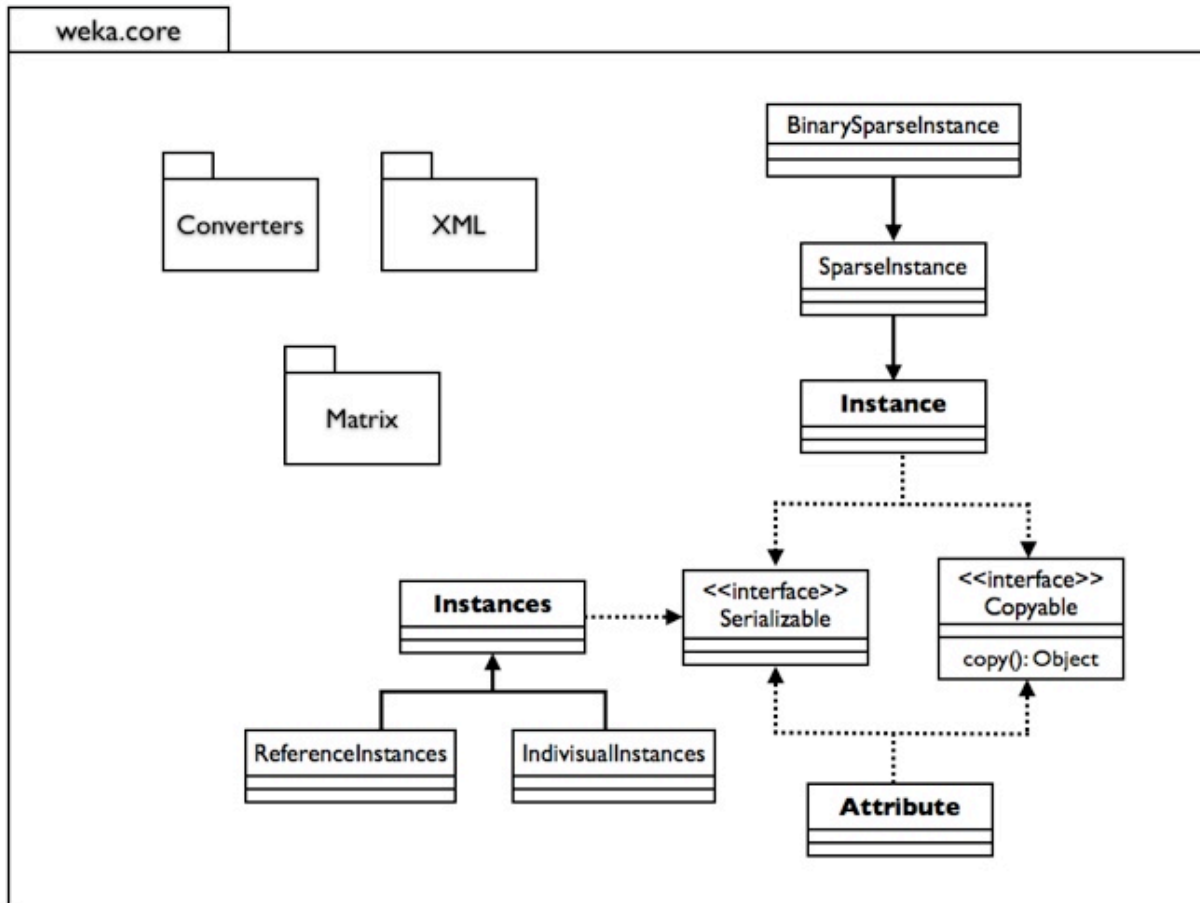 weka.core
BinarySparseInstance
Converters
XML
SparseInstance
Matrix
Instance
Instances
<<interface>>
Serializable
<<interface>>
Copyable
copy(): Object
ReferenceInstances
IndivisualInstances
Attribute